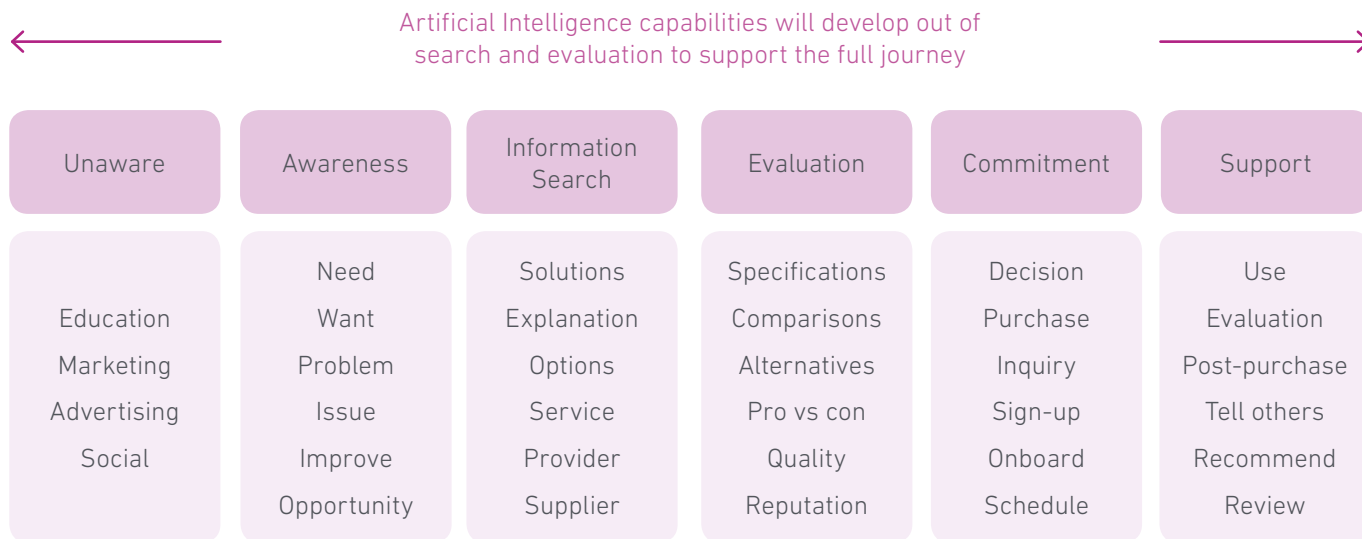 Artificial Intelligence capabilities will develop out of
search and evaluation to support the full journey
Unaware
Education
Marketing
Advertising
Social
Awareness
Need
Want
Problem
Issue
Improve
Opportunity
Information
Search
Solutions
Explanation
Options
Service
Provider
Supplier
Evaluation
Specifications
Comparisons
Alternatives
Pro vs con
Quality
Reputation
Commitment
Decision
Purchase
Inquiry
Sign-up
Onboard
Schedule
Support
Use
Evaluation
Post-purchase
Tell others
Recommend
Review